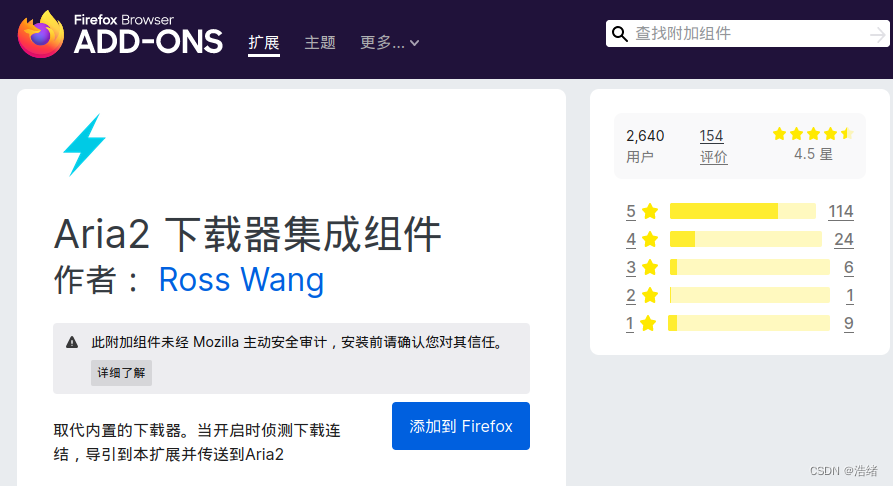 Firefox Browser
ADD-ONS
扩展 主题 更多...
查找附加组件
Aria2 下载器集成组件
作者： Ross Wang
此附加组件未经 Mozilla 主动安全审计，安装前请确认您对其信任。
详细了解
取代内置的下载器。当开启时侦测下载连
结，导引到本扩展并传送到Aria2
添加到 Firefox
2,640 154
用户 评价 4.5 星
5 114
4 24
3 6
2 1
1 9
CSDN @浩绪